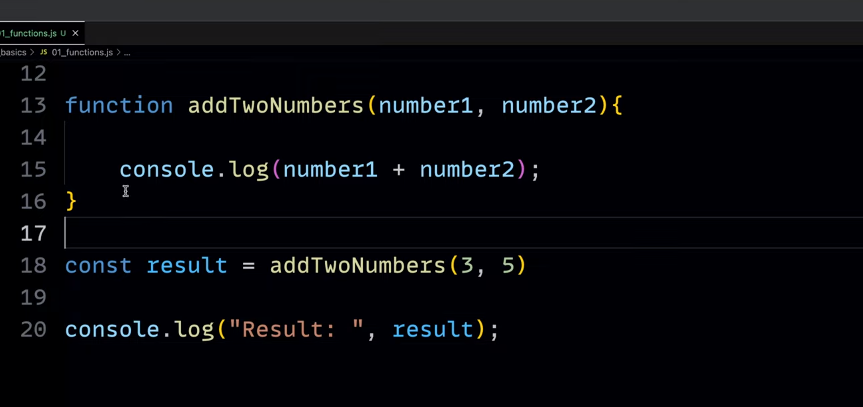 01_functions.js U ×
basics > JS 01_functions.js > ...
12
13 function addTwoNumbers(number1, number2){
14
15     console.log(number1 + number2);
16 }
17
18 const result = addTwoNumbers(3, 5)
19
20 console.log("Result: ", result);